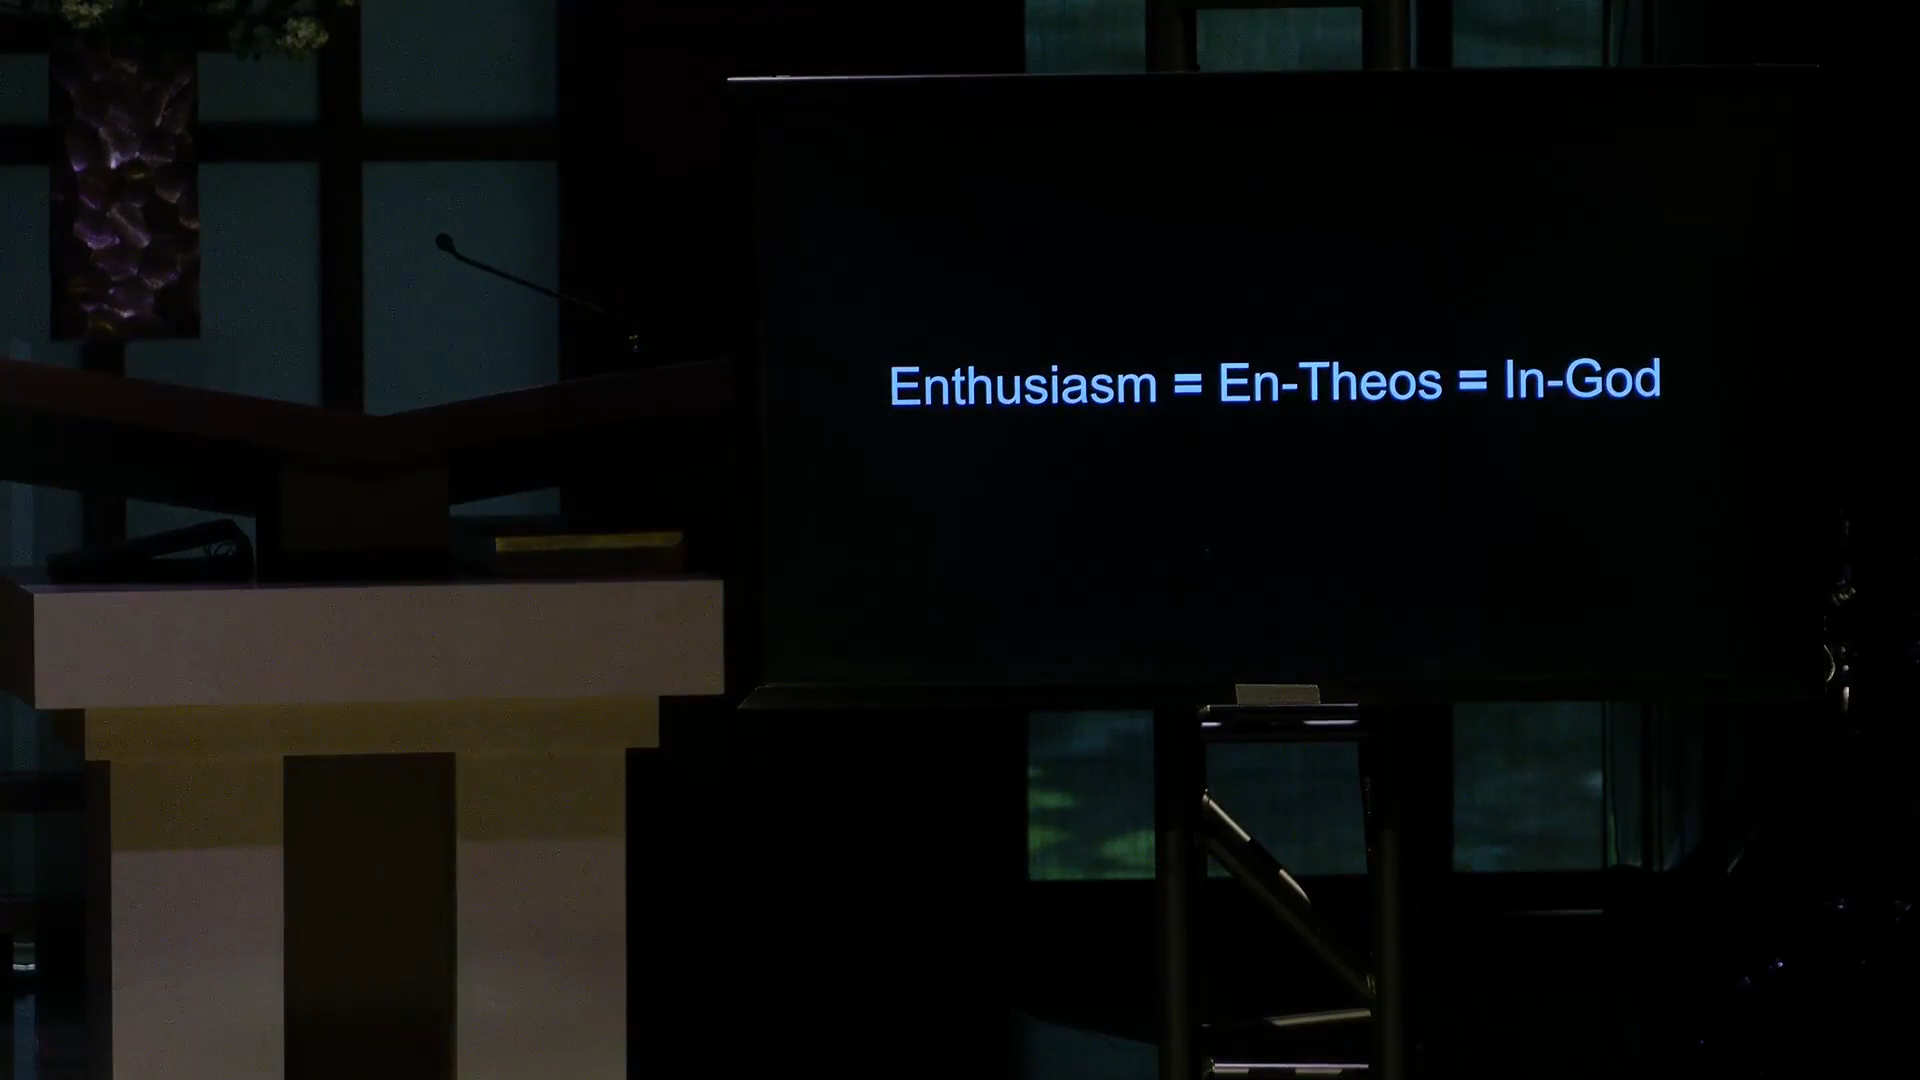 Enthusiasm = En-Theos = In-God